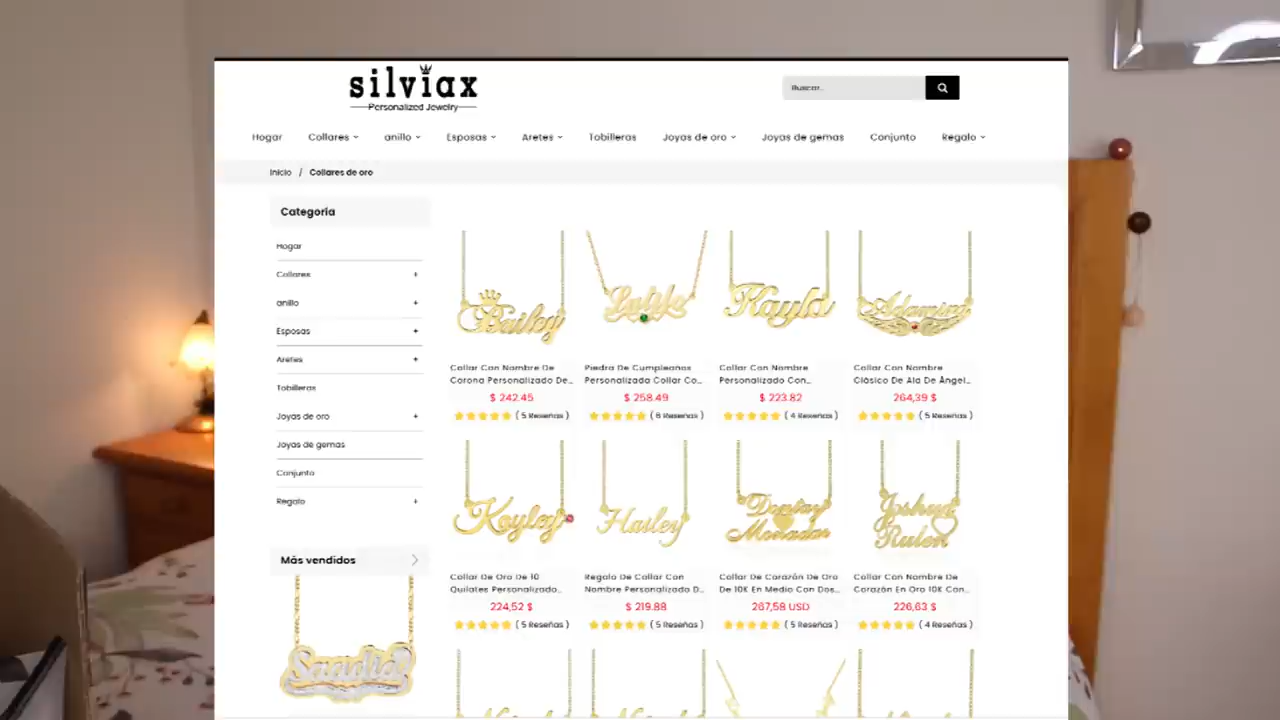 silviax
Personalized Jewelry
Buscar..
Hogar Collares anillo Esposas Aretes Tobilleras Joyas de oro Joyas de gemas Conjunto Regalo
Inicio / Collares de oro
Categoría
Hogar
Collares +
anillo +
Esposas +
Aretes +
Tobilleras
Joyas de oro +
Joyas de gemas
Conjunto
Regalo +
Más vendidos
Saadia
Bailey
Kayla
Collar Con Nombre De Corona Personalizado De...
$ 242.45
( 5 Reseñas )
Piedra De Cumpleaños Personalizada Collar Co...
$ 258.49
( 6 Reseñas )
Collar Con Nombre Personalizado Con...
$ 223.82
( 4 Reseñas )
Collar Con Nombre Clásico De Ala De Ángel...
264,39 $
( 5 Reseñas )
Kayley
Hailey
Joshua
Ruien
Collar De Oro De 10 Quilates Personalizado...
224,52 $
( 5 Reseñas )
Regalo De Collar Con Nombre Personalizado D...
$ 219.88
( 5 Reseñas )
Collar De Corazón De Oro De 10K En Medio Con Dos...
267,58 USD
( 5 Reseñas )
Collar Con Nombre De Corazón En Oro 10K Con...
226,63 $
( 4 Reseñas )